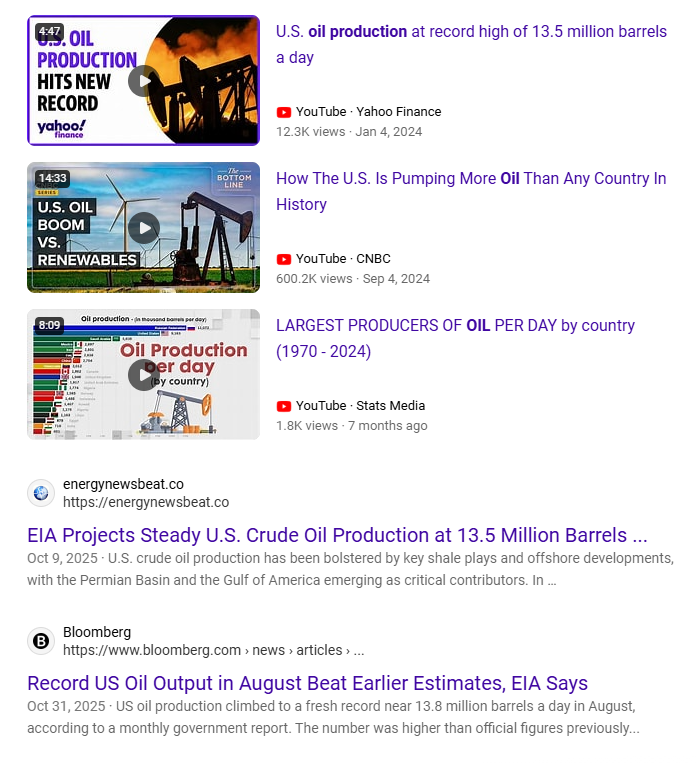 4:47
U.S. OIL
PRODUCTION
HITS NEW
RECORD
yahoo!
finance
U.S. oil production at record high of 13.5 million barrels
a day
YouTube · Yahoo Finance
12.3K views · Jan 4, 2024
14:33
SERIES
The
BOTTOM
LINE
U.S. OIL
BOOM
VS.
RENEWABLES
How The U.S. Is Pumping More Oil Than Any Country In
History
YouTube · CNBC
600.2K views · Sep 4, 2024
8:09
Oil production - (in thousand barrels per day)
Oil Production
per day
(by country)
LARGEST PRODUCERS OF OIL PER DAY by country
(1970 - 2024)
YouTube · Stats Media
1.8K views · 7 months ago
energynewsbeat.co
https://energynewsbeat.co
EIA Projects Steady U.S. Crude Oil Production at 13.5 Million Barrels ...
Oct 9, 2025 · U.S. crude oil production has been bolstered by key shale plays and offshore developments,
with the Permian Basin and the Gulf of America emerging as critical contributors. In ...
B
Bloomberg
https://www.bloomberg.com › news › articles › ...
Record US Oil Output in August Beat Earlier Estimates, EIA Says
Oct 31, 2025 · US oil production climbed to a fresh record near 13.8 million barrels a day in August,
according to a monthly government report. The number was higher than official figures previously...